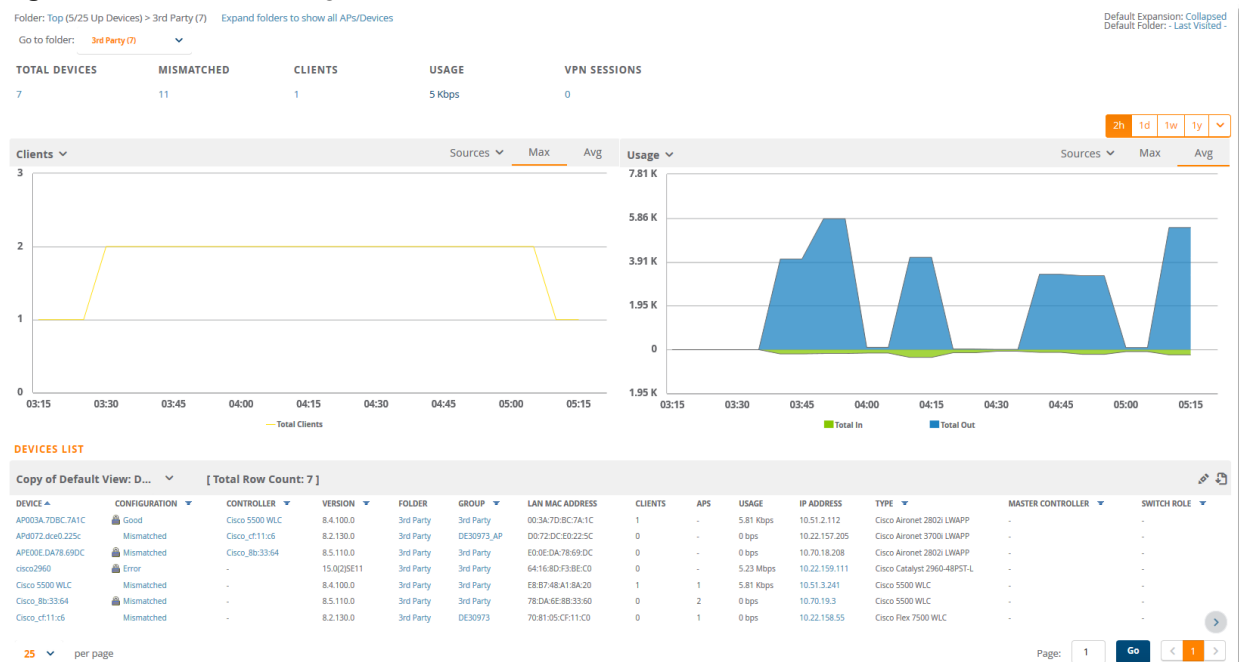 Folder: Top (5/25 Up Devices) > 3rd Party (7) Expand folders to show all APs/Devices
Default Expansion: Collapsed
Default Folder: - Last Visited -
Go to folder: 3rd Party (7)
TOTAL DEVICES MISMATCHED CLIENTS USAGE VPN SESSIONS
7 11 1 5 Kbps 0
2h 1d 1w 1y
Clients Sources Max Avg
3
2
1
0
03:15 03:30 03:45 04:00 04:15 04:30 04:45 05:00 05:15
Total Clients
Usage Sources Max Avg
7.81 K
5.86 K
3.91 K
1.95 K
0
1.95 K
03:15 03:30 03:45 04:00 04:15 04:30 04:45 05:00 05:15
Total In Total Out
DEVICES LIST
Copy of Default View: D... [ Total Row Count: 7 ]
DEVICE CONFIGURATION CONTROLLER VERSION FOLDER GROUP LAN MAC ADDRESS CLIENTS APS USAGE IP ADDRESS TYPE MASTER CONTROLLER SWITCH ROLE
AP003A.7DBC.7A1C Good Cisco 5500 WLC 8.4.100.0 3rd Party 3rd Party 00:3A:7D:BC:7A:1C 1 - 5.81 Kbps 10.51.2.112 Cisco Aironet 2802i LWAPP - -
APd072.dce0.225c Mismatched Cisco_cf:11:c6 8.2.130.0 3rd Party DE30973_AP D0:72:DC:E0:22:5C 0 - 0 bps 10.22.157.205 Cisco Aironet 3700i LWAPP - -
APE00E.DA78.69DC Mismatched Cisco_8b:33:64 8.5.110.0 3rd Party 3rd Party E0:0E:DA:78:69:DC 0 - 0 bps 10.70.18.208 Cisco Aironet 2802i LWAPP - -
cisco2960 Error - 15.0(2)SE11 3rd Party 3rd Party 64:16:8D:F3:BE:C0 0 - 5.23 Mbps 10.22.159.111 Cisco Catalyst 2960-48PST-L - -
Cisco 5500 WLC Mismatched - 8.4.100.0 3rd Party 3rd Party E8:B7:48:A1:8A:20 1 1 5.81 Kbps 10.51.3.241 Cisco 5500 WLC - -
Cisco_8b:33:64 Mismatched - 8.5.110.0 3rd Party 3rd Party 78:DA:6E:8B:33:60 0 2 0 bps 10.70.19.3 Cisco 5500 WLC - -
Cisco_cf:11:c6 Mismatched - 8.2.130.0 3rd Party DE30973 70:81:05:CF:11:C0 0 1 0 bps 10.22.158.55 Cisco Flex 7500 WLC - -
25 per page Page: 1 Go < 1 >